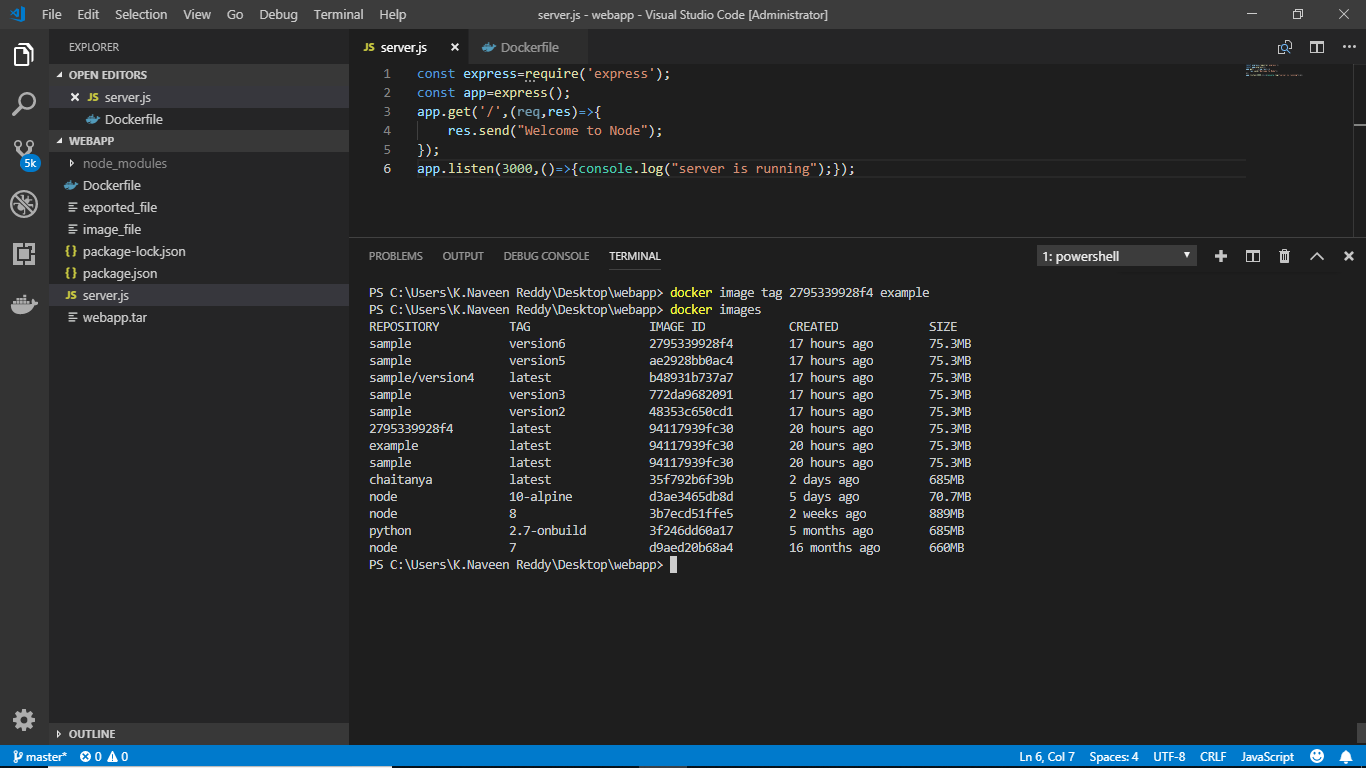 File Edit Selection View Go Debug Terminal Help server.js - webapp - Visual Studio Code [Administrator]
EXPLORER
OPEN EDITORS
JS server.js
Dockerfile
WEBAPP
node_modules
Dockerfile
exported_file
image_file
{} package-lock.json
{} package.json
JS server.js
webapp.tar
OUTLINE
5k
JS server.js Dockerfile
1 const express=require('express');
2 const app=express();
3 app.get('/',(req,res)=>{
4 res.send("Welcome to Node");
5 });
6 app.listen(3000,()=>{console.log("server is running");});
PROBLEMS OUTPUT DEBUG CONSOLE TERMINAL 1: powershell
PS C:\Users\K.Naveen Reddy\Desktop\webapp> docker image tag 2795339928f4 example
PS C:\Users\K.Naveen Reddy\Desktop\webapp> docker images
REPOSITORY TAG IMAGE ID CREATED SIZE
sample version6 2795339928f4 17 hours ago 75.3MB
sample version5 ae2928bb0ac4 17 hours ago 75.3MB
sample/version4 latest b48931b737a7 17 hours ago 75.3MB
sample version3 772da9682091 17 hours ago 75.3MB
sample version2 48353c650cd1 17 hours ago 75.3MB
2795339928f4 latest 94117939fc30 20 hours ago 75.3MB
example latest 94117939fc30 20 hours ago 75.3MB
sample latest 94117939fc30 20 hours ago 75.3MB
chaitanya latest 35f792b6f39b 2 days ago 685MB
node 10-alpine d3ae3465db8d 5 days ago 70.7MB
node 8 3b7ecd51ffe5 2 weeks ago 889MB
python 2.7-onbuild 3f246dd60a17 5 months ago 685MB
node 7 d9aed20b68a4 16 months ago 660MB
PS C:\Users\K.Naveen Reddy\Desktop\webapp>
master* 0 0 Ln 6, Col 7 Spaces: 4 UTF-8 CRLF JavaScript